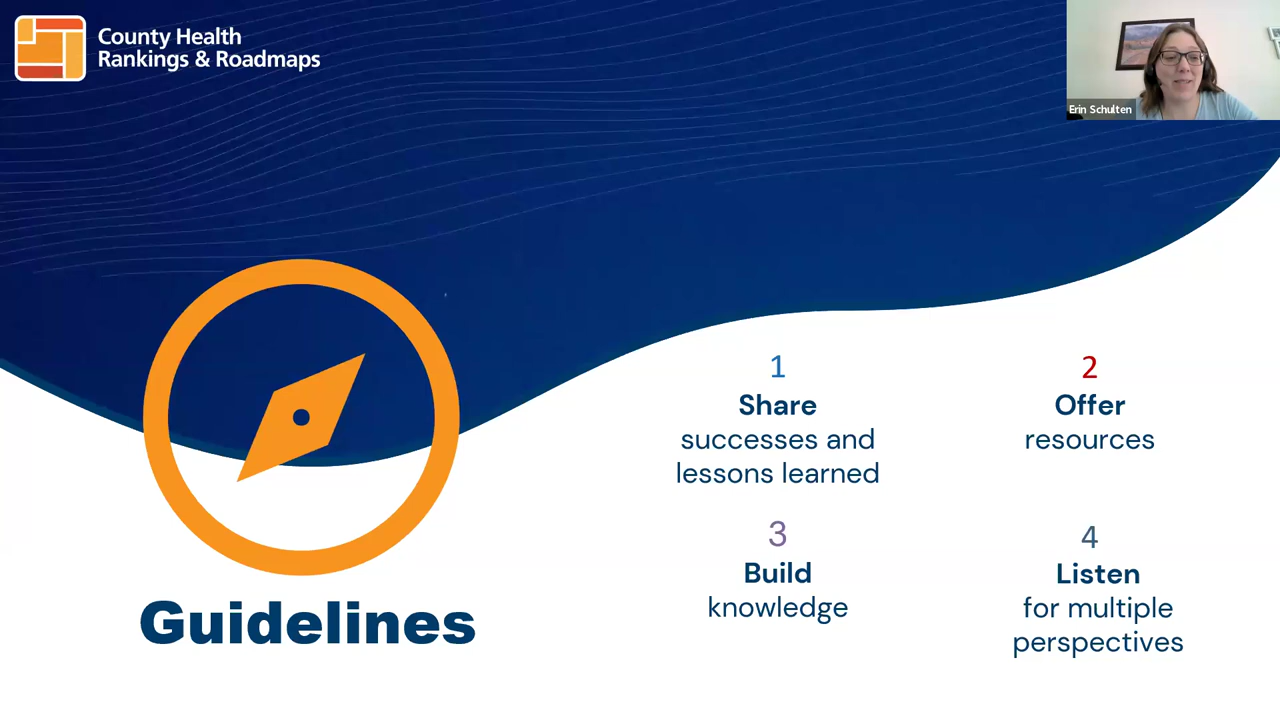 County Health
Rankings & Roadmaps
Erin Schulten
1
Share
successes and
lessons learned
2
Offer
resources
3
Build
knowledge
4
Listen
for multiple
perspectives
Guidelines